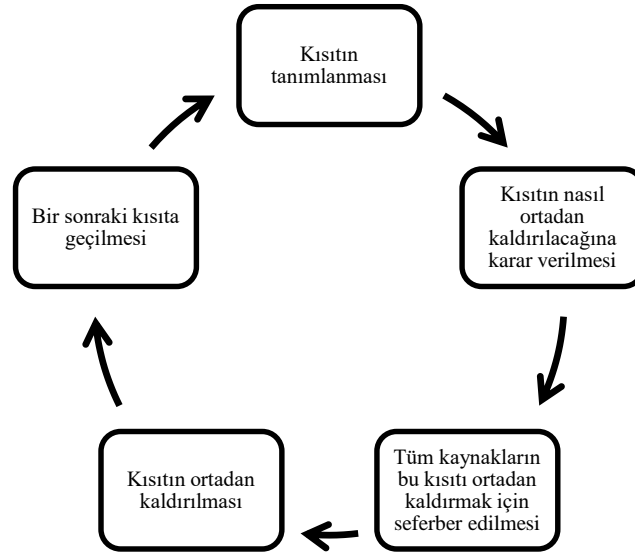 Kısıtın
tanımlanması
Kısıtın nasıl
ortadan
kaldırılacağına
karar verilmesi
Tüm kaynakların
bu kısıtı ortadan
kaldırmak için
seferber edilmesi
Kısıtın ortadan
kaldırılması
Bir sonraki kısıta
geçilmesi